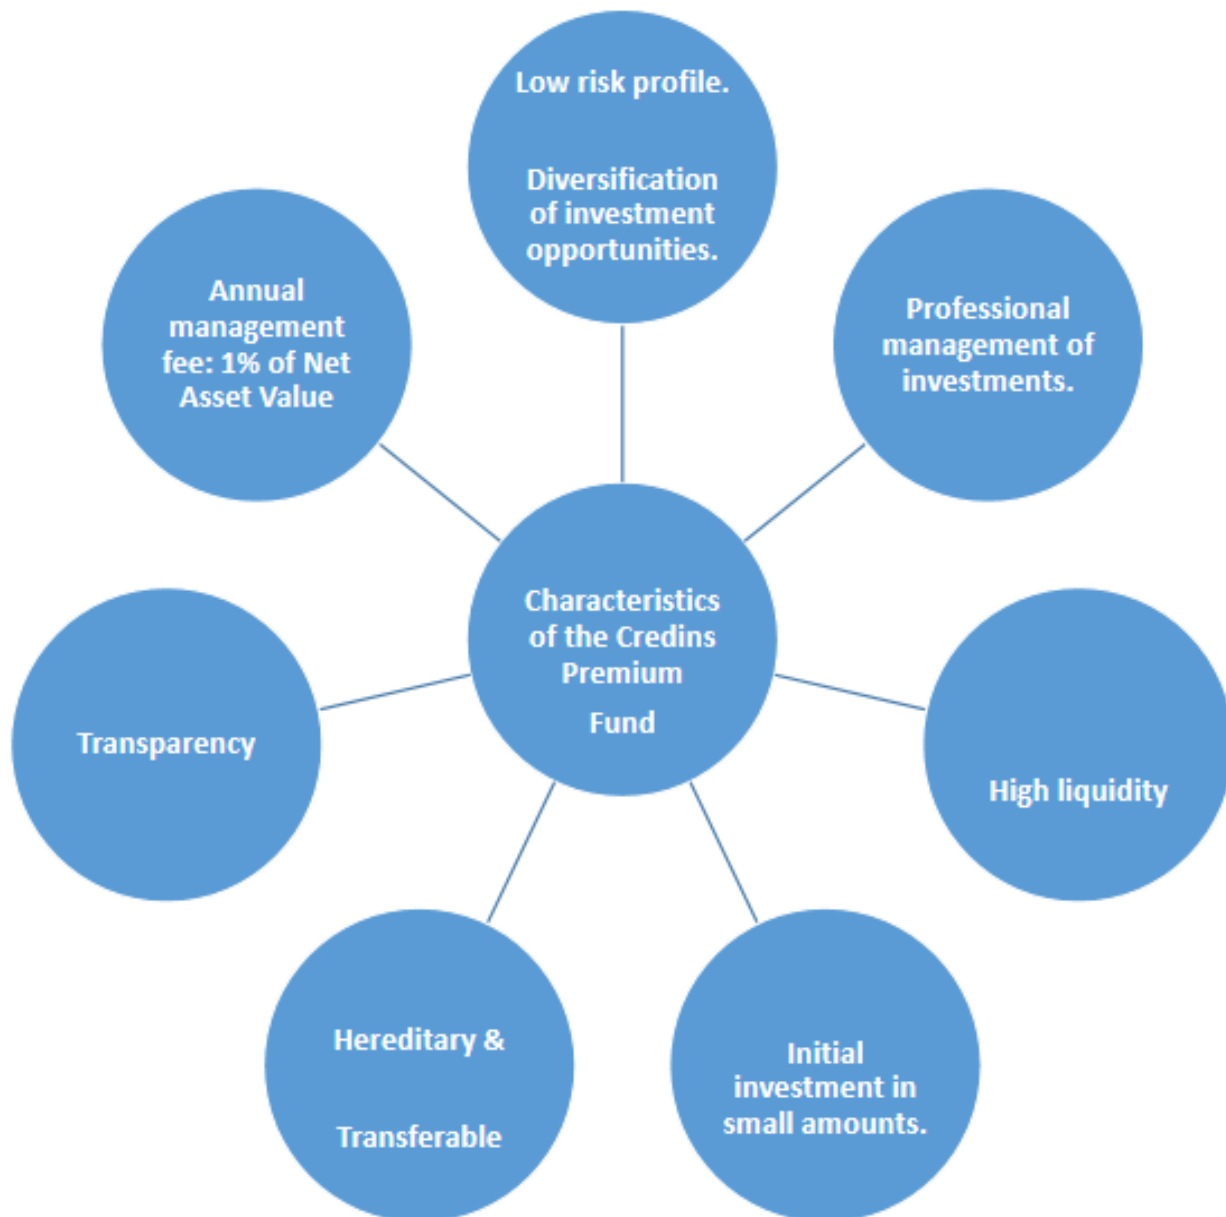 Low risk profile.
Diversification
of investment
opportunities.
Professional
management of
investments.
High liquidity
Initial
investment in
small amounts.
Hereditary &
Transferable
Transparency
Annual
management
fee: 1% of Net
Asset Value
Characteristics
of the Credins
Premium
Fund